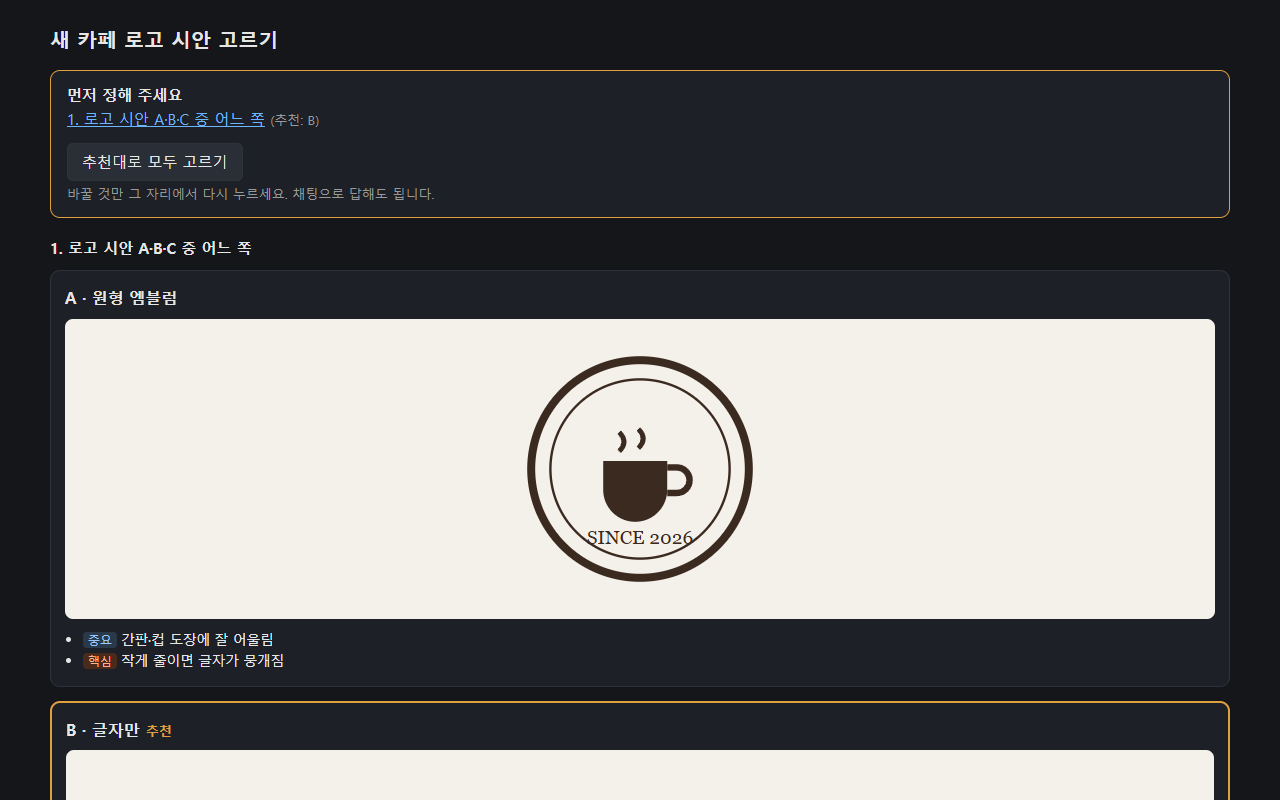 새 카페 로고 시안 고르기
먼저 정해 주세요
1. 로고 시안 A·B·C 중 어느 쪽 (추천: B)
추천대로 모두 고르기
바꿀 것만 그 자리에서 다시 누르세요. 채팅으로 답해도 됩니다.
1. 로고 시안 A·B·C 중 어느 쪽
A · 원형 엠블럼
SINCE 2026
중요 간판·컵 도장에 잘 어울림
핵심 작게 줄이면 글자가 뭉개짐
B · 글자만 추천